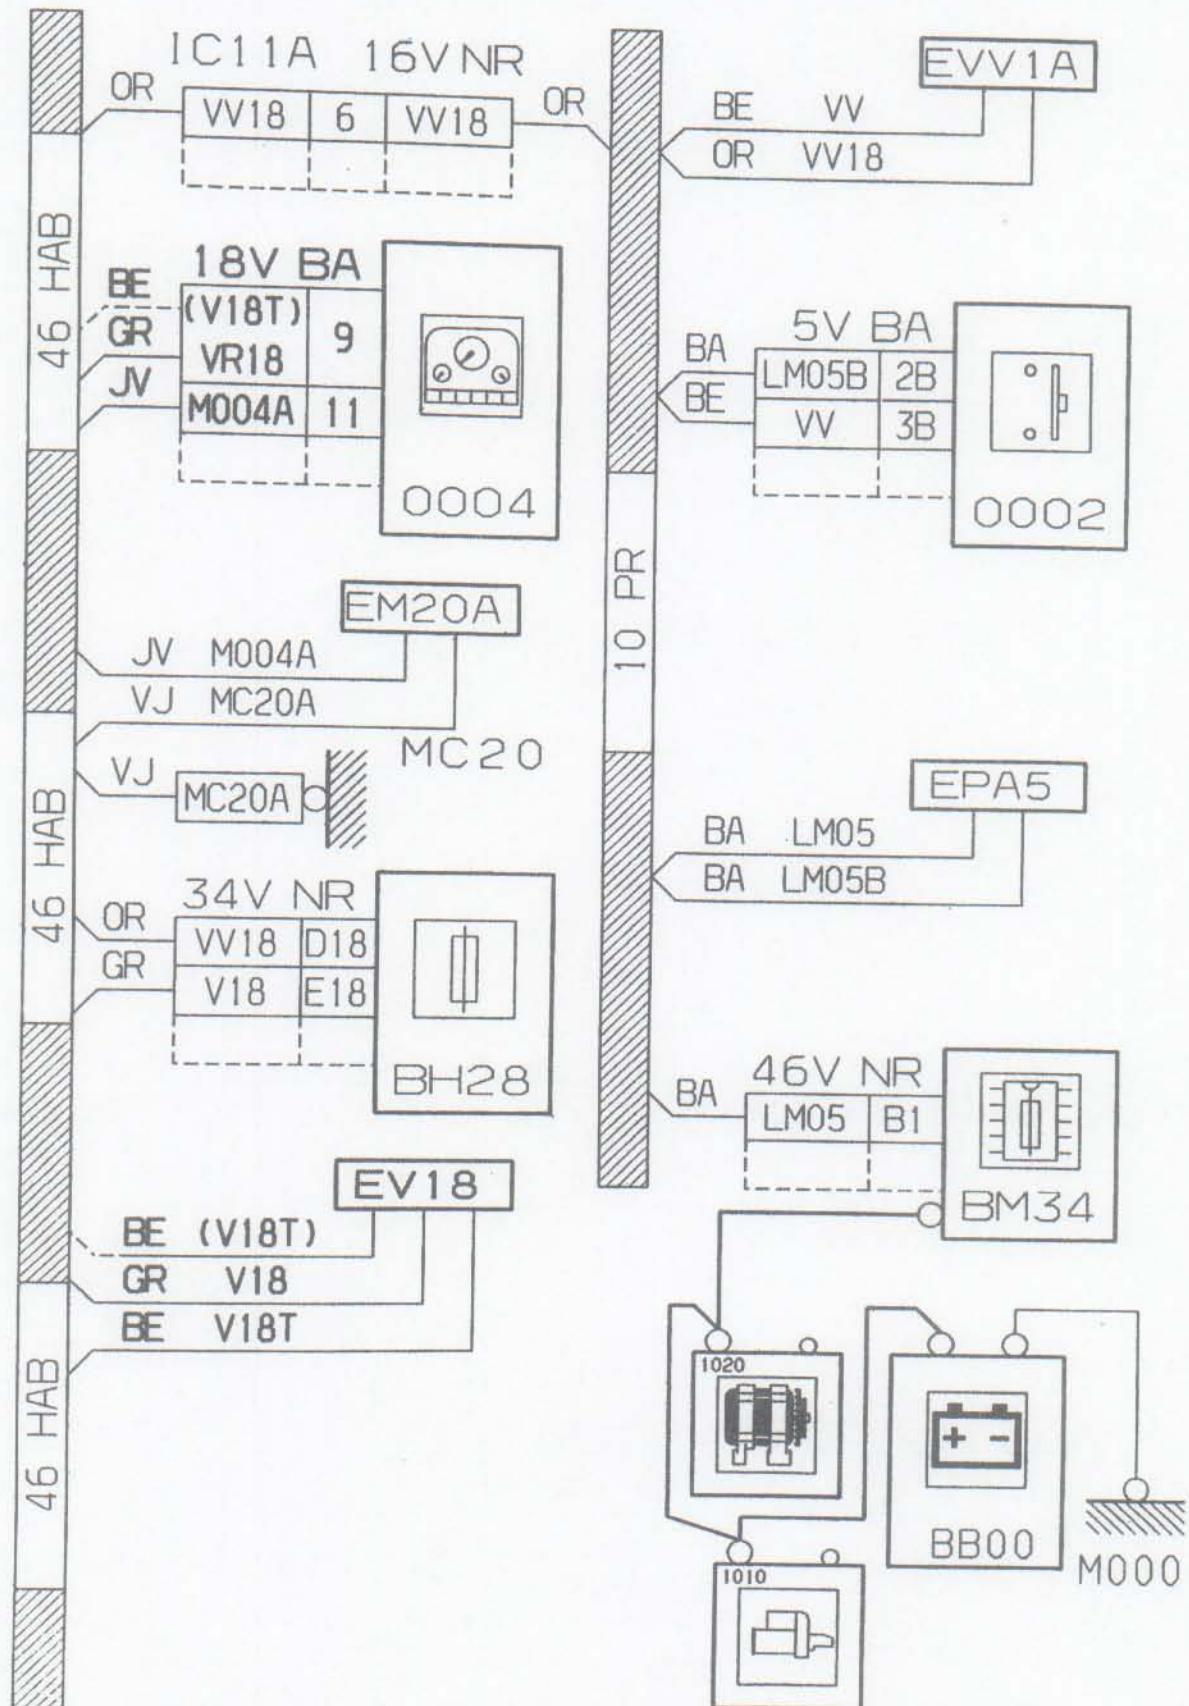 IC11A 16V NR
OR VV18 6 VV18 OR
46 HAB
18V BA
BE (V18T) 9
GR VR18
JV M004A 11
0004
EM20A
JV M004A
VJ MC20A
MC20
VJ MC20A
46 HAB
34V NR
OR VV18 D18
GR V18 E18
BH28
EV18
BE (V18T)
GR V18
BE V18T
46 HAB
EVV1A
BE VV
OR VV18
5V BA
BA LM05B 2B
BE VV 3B
0002
10 PR
EPA5
BA LM05
BA LM05B
46V NR
BA LM05 B1
BM34
1020
+ -
BB00
M000
1010